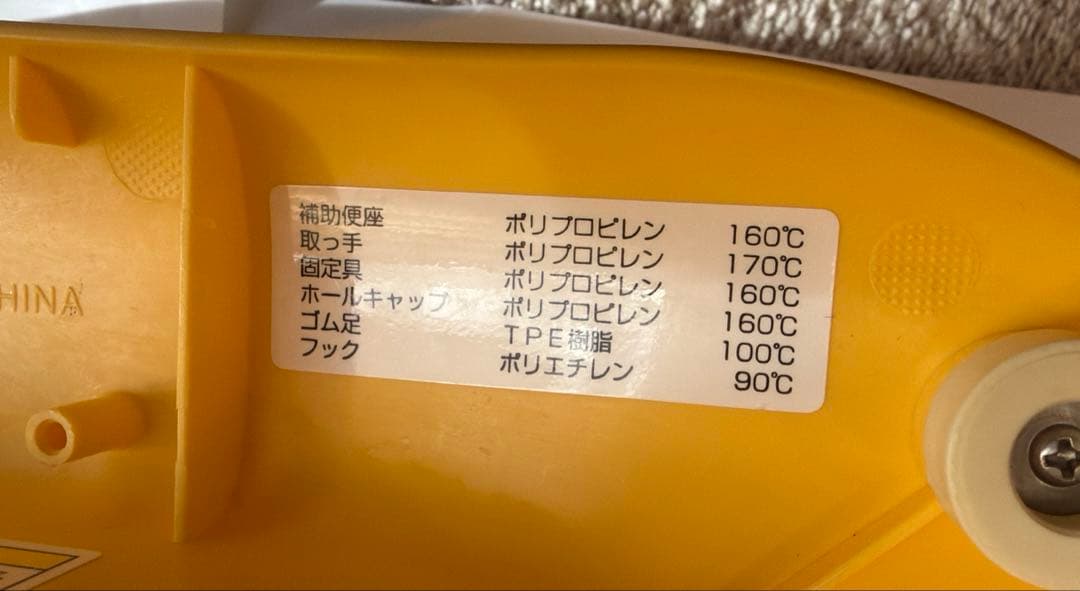 補助便座 ポリプロピレン 160℃
取っ手 ポリプロピレン 170℃
固定具 ポリプロピレン 160℃
ホールキャップ ポリプロピレン 160℃
ゴム足 TPE樹脂 100℃
フック ポリエチレン 90℃
HINA